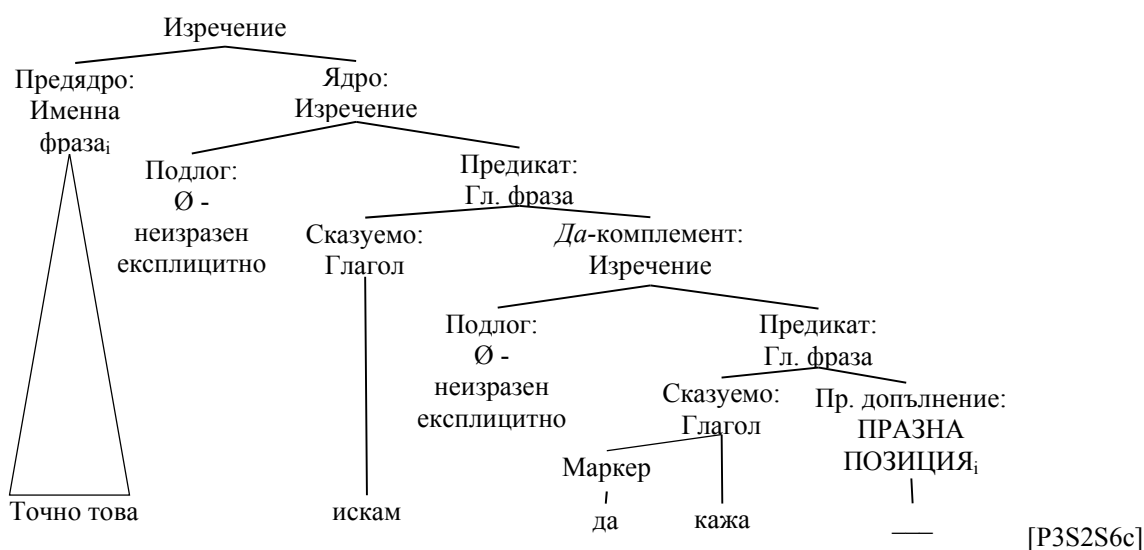 Изречение
Предядро:
Именна
фразаᵢ
Ядро:
Изречение
Подлог:
Ø -
неизразен
експлицитно
Предикат:
Гл. фраза
Сказуемо:
Глагол
Да-комплемент:
Изречение
Подлог:
Ø -
неизразен
експлицитно
Предикат:
Гл. фраза
Сказуемо:
Глагол
Пр. допълнение:
ПРАЗНА
ПОЗИЦИЯᵢ
Маркер
Точно това искам да кажа ___ [P3S2S6c]